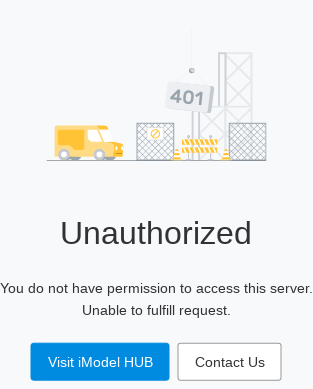 401
Unauthorized
You do not have permission to access this server.
Unable to fulfill request.
Visit iModel HUB
Contact Us